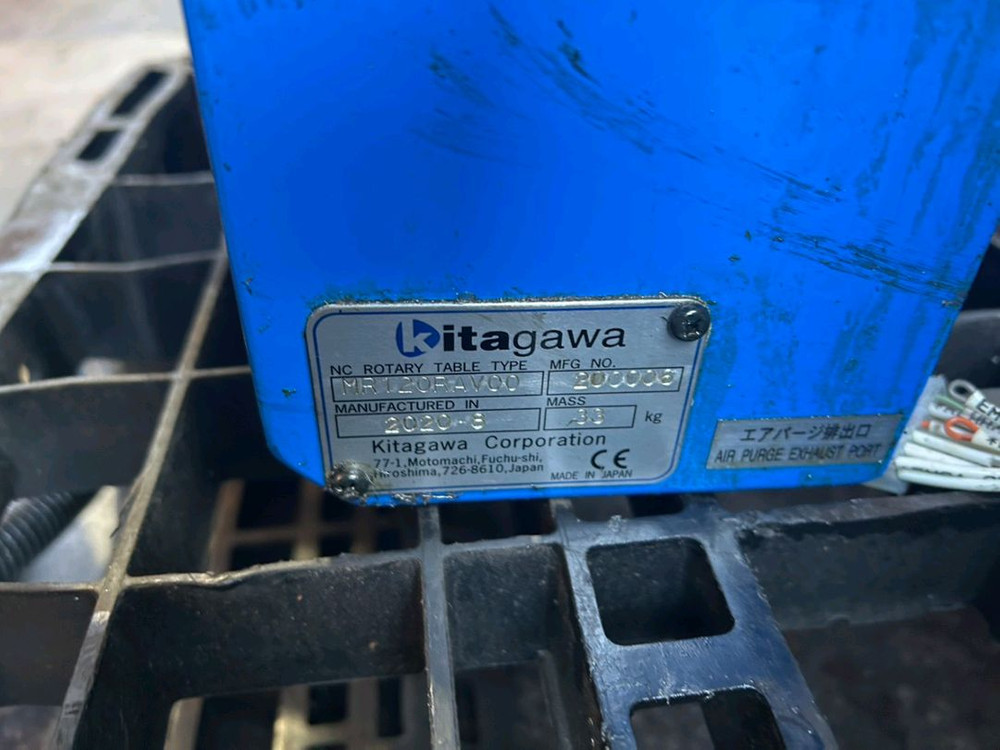 Kitagawa
NC ROTARY TABLE TYPE MFG NO.
MR120RAV00 200006
MANUFACTURED IN MASS
2020-8 33 kg
Kitagawa Corporation
77-1,Motomachi,Fuchu-shi,
Hiroshima,726-8610,Japan
CE
MADE IN JAPAN
エアパージ排出口
AIR PURGE EXHAUST PORT